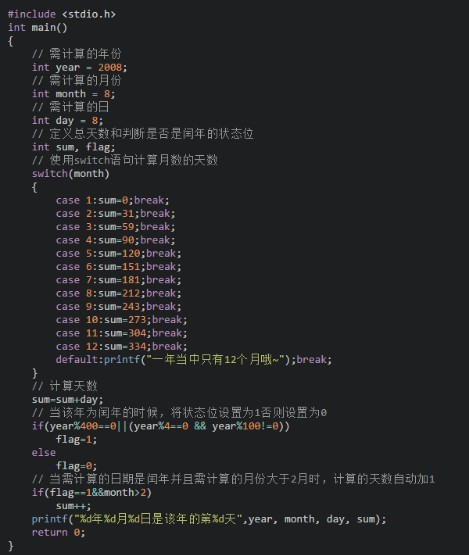 #include <stdio.h>
int main()
{
// 需计算的年份
int year = 2008;
// 需计算的月份
int month = 8;
// 需计算的日
int day = 8;
// 定义总天数和判断是否是闰年的状态位
int sum, flag;
// 使用switch语句计算月数的天数
switch(month)
{
case 1:sum=0;break;
case 2:sum=31;break;
case 3:sum=59;break;
case 4:sum=90;break;
case 5:sum=120;break;
case 6:sum=151;break;
case 7:sum=181;break;
case 8:sum=212;break;
case 9:sum=243;break;
case 10:sum=273;break;
case 11:sum=304;break;
case 12:sum=334;break;
default:printf("一年当中只有12个月哦~");break;
}
// 计算天数
sum=sum+day;
// 当该年为闰年的时候，将状态位设置为1否则设置为0
if(year%400==0||(year%4==0 && year%100!=0))
flag=1;
else
flag=0;
// 当需计算的日期是闰年并且需计算的月份大于2月时，计算的天数自动加1
if(flag==1&&month>2)
sum++;
printf("%d年%d月%d日是该年的第%d天",year, month, day, sum);
return 0;
}